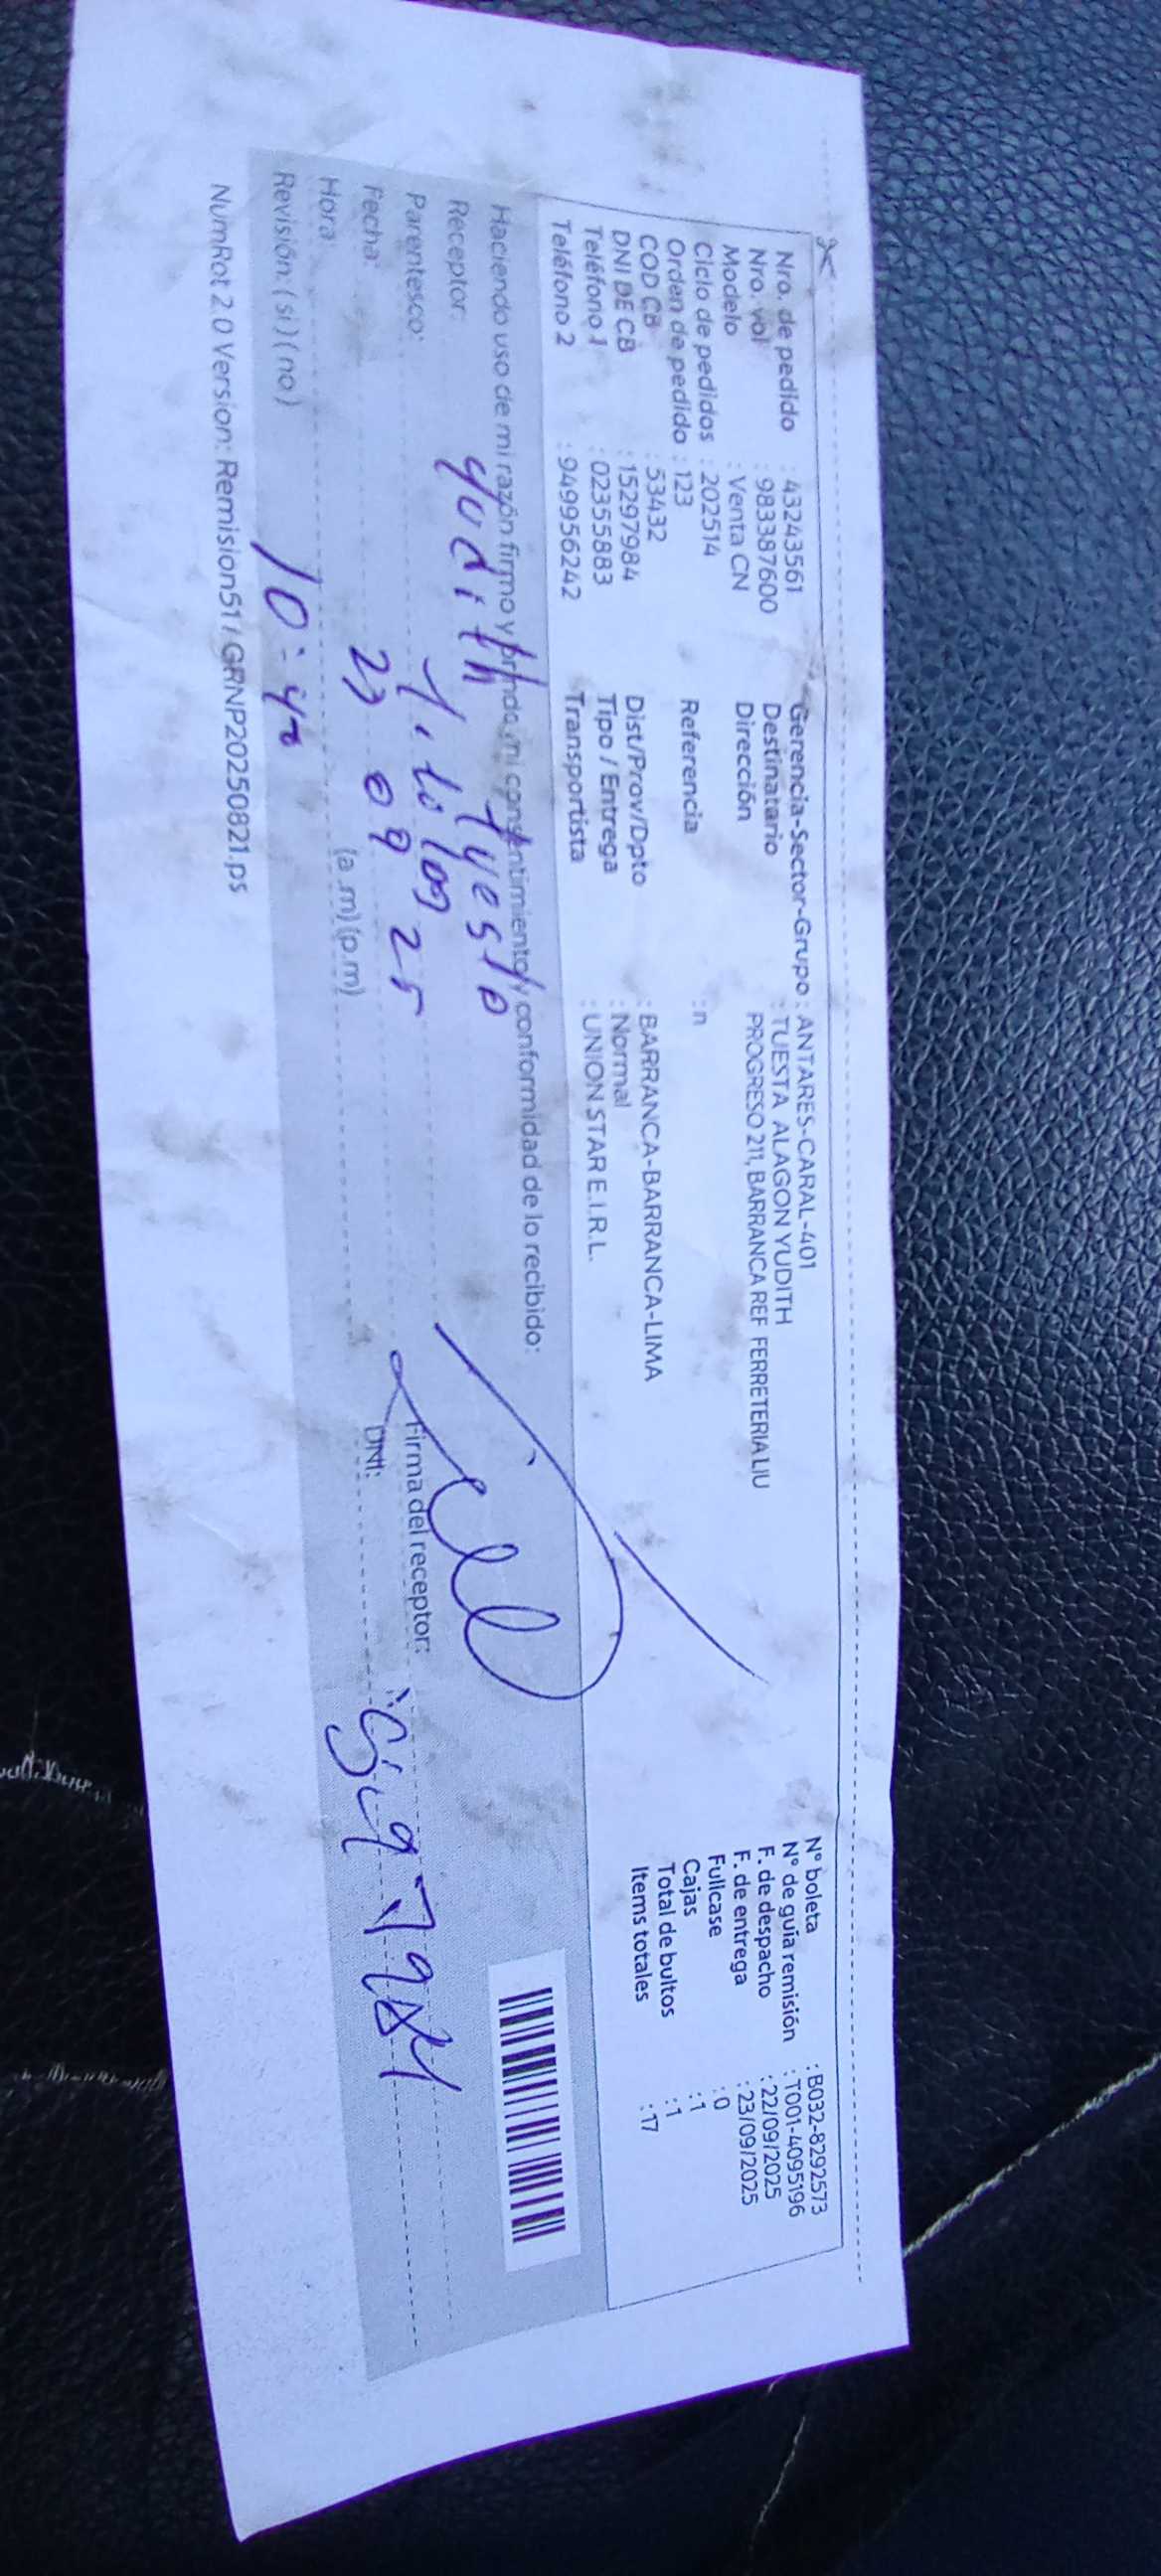 Nro. de pedido : 43243561
Nro. vol : 983387600
Modelo : Venta CN
Ciclo de pedidos : 202514
Orden de pedido : 123
COD CB : 53432
DNI DE CB : 15297984
Teléfono 1 : 02355883
Teléfono 2 : 949956242
Gerencia-Sector-Grupo : ANTARES-CARAL-401
Destinatario : TUESTA ALAGON YUDITH
Dirección PROGRESO 211, BARRANCA REF FERRETERIA LIU
Referencia : n
Dist/Prov/Dpto : BARRANCA-BARRANCA-LIMA
Tipo / Entrega : Normal
Transportista : UNION STAR E.I.R.L.
N° boleta : B032-8292573
N° de guía remisión : T001-4095196
F. de despacho : 22/09/2025
F. de entrega : 23/09/2025
Fullcase : 0
Cajas : 1
Total de bultos : 1
Items totales : 17
Haciendo uso de mi razón firmo y brindo mi consentimiento y conformidad de lo recibido:
Receptor: Yudith Tuesta
Parentesco:
Fecha: 23 09 25
Hora: (a.m) (p.m)
Revisión: (si) (no) 10:40
Firma del receptor:
DNI:
NumRot 2.0 Version: Remision51 / GRNP20250821.ps